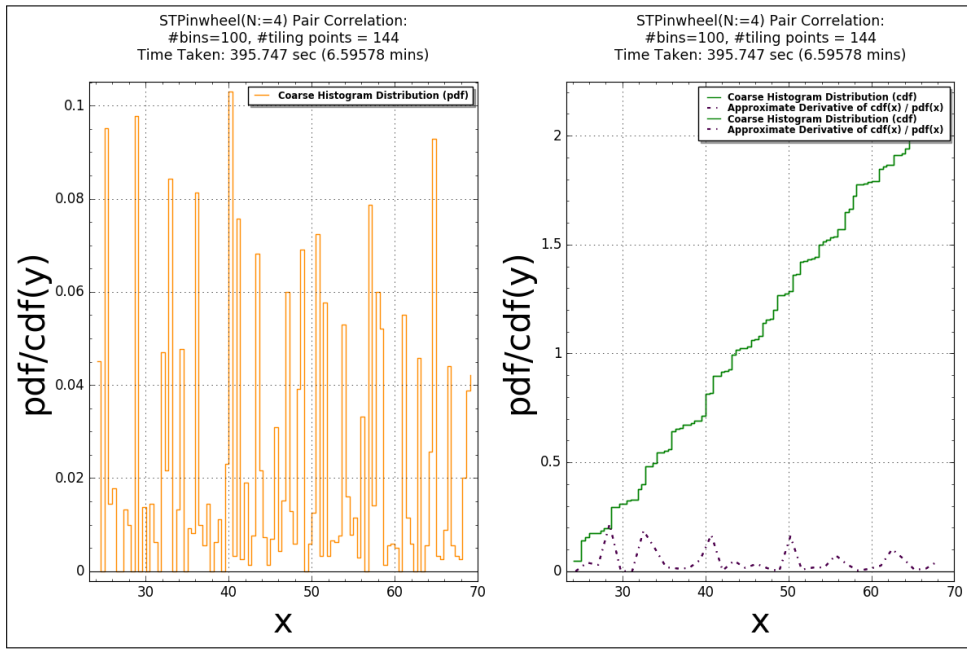 STPinwheel(N:=4) Pair Correlation:
#bins=100, #tiling points = 144
Time Taken: 395.747 sec (6.59578 mins)
Coarse Histogram Distribution (pdf)
0.1
0.08
0.06
0.04
0.02
0
pdf/cdf(y)
30
40
50
60
70
x
STPinwheel(N:=4) Pair Correlation:
#bins=100, #tiling points = 144
Time Taken: 395.747 sec (6.59578 mins)
Coarse Histogram Distribution (cdf)
Approximate Derivative of cdf(x) / pdf(x)
Coarse Histogram Distribution (cdf)
Approximate Derivative of cdf(x) / pdf(x)
2
1.5
1
0.5
0
pdf/cdf(y)
30
40
50
60
70
x